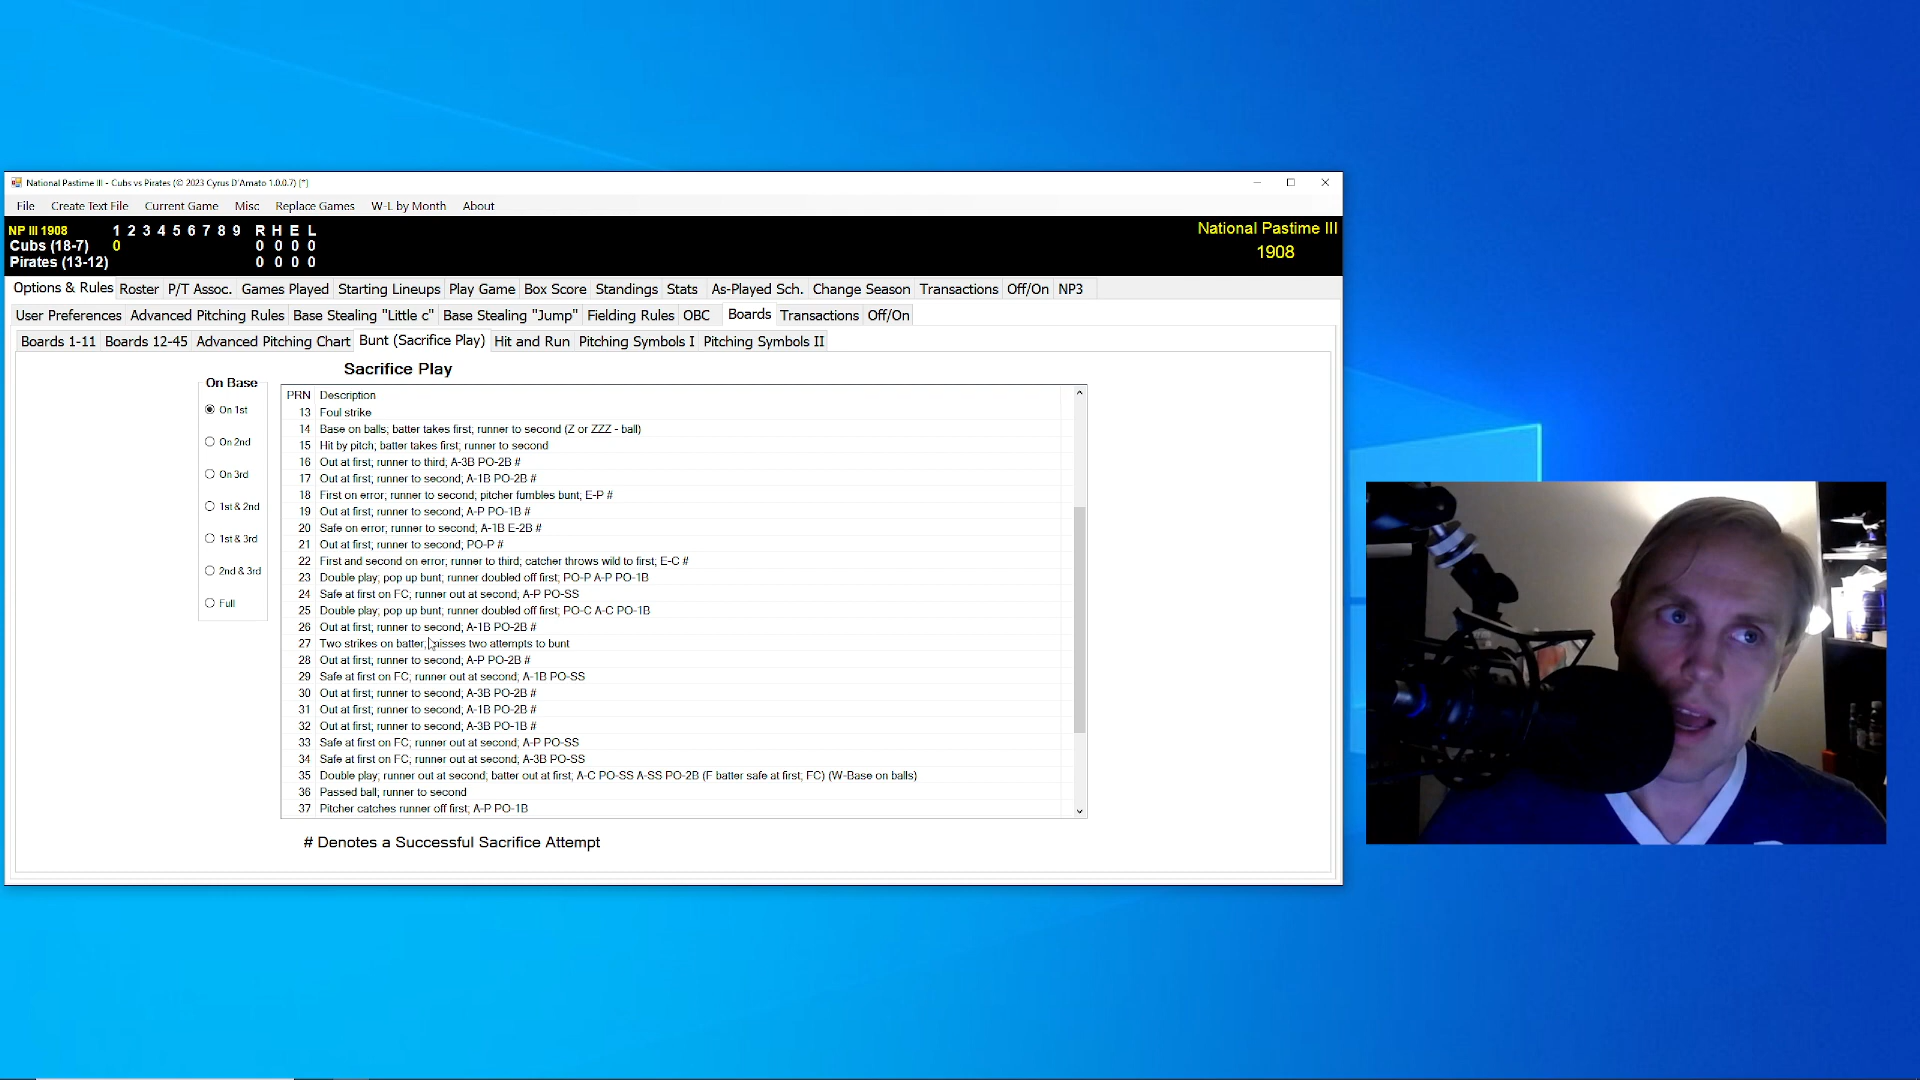 National Pastime III - Cubs vs Pirates (© 2023 Cyrus D'Amato 1.0.0.7) (*)
File Create Text File Current Game Misc Replace Games W-L by Month About
NP III 1908 1 2 3 4 5 6 7 8 9 R H E L
Cubs (18-7) 0 0 0 0 0
Pirates (13-12) 0 0 0 0
National Pastime III
1908
Options & Rules Roster P/T Assoc. Games Played Starting Lineups Play Game Box Score Standings Stats As-Played Sch. Change Season Transactions Off/On NP3
User Preferences Advanced Pitching Rules Base Stealing "Little c" Base Stealing "Jump" Fielding Rules OBC Boards Transactions Off/On
Boards 1-11 Boards 12-45 Advanced Pitching Chart Bunt (Sacrifice Play) Hit and Run Pitching Symbols I Pitching Symbols II
Sacrifice Play
On Base
On 1st
On 2nd
On 3rd
1st & 2nd
1st & 3rd
2nd & 3rd
Full
PRN Description
13 Foul strike
14 Base on balls; batter takes first; runner to second (Z or ZZZ - ball)
15 Hit by pitch; batter takes first; runner to second
16 Out at first; runner to third; A-3B PO-2B #
17 Out at first; runner to second; A-1B PO-2B #
18 First on error; runner to second; pitcher fumbles bunt; E-P #
19 Out at first; runner to second; A-P PO-1B #
20 Safe on error; runner to second; A-1B E-2B #
21 Out at first; runner to second; PO-P #
22 First and second on error; runner to third; catcher throws wild to first; E-C #
23 Double play; pop up bunt; runner doubled off first; PO-P A-P PO-1B
24 Safe at first on FC; runner out at second; A-P PO-SS
25 Double play; pop up bunt; runner doubled off first; PO-C A-C PO-1B
26 Out at first; runner to second; A-1B PO-2B #
27 Two strikes on batter; misses two attempts to bunt
28 Out at first; runner to second; A-P PO-2B #
29 Safe at first on FC; runner out at second; A-1B PO-SS
30 Out at first; runner to second; A-3B PO-2B #
31 Out at first; runner to second; A-1B PO-2B #
32 Out at first; runner to second; A-3B PO-1B #
33 Safe at first on FC; runner out at second; A-P PO-SS
34 Safe at first on FC; runner out at second; A-3B PO-SS
35 Double play; runner out at second; batter out at first; A-C PO-SS A-SS PO-2B (F batter safe at first; FC) (W-Base on balls)
36 Passed ball; runner to second
37 Pitcher catches runner off first; A-P PO-1B
# Denotes a Successful Sacrifice Attempt